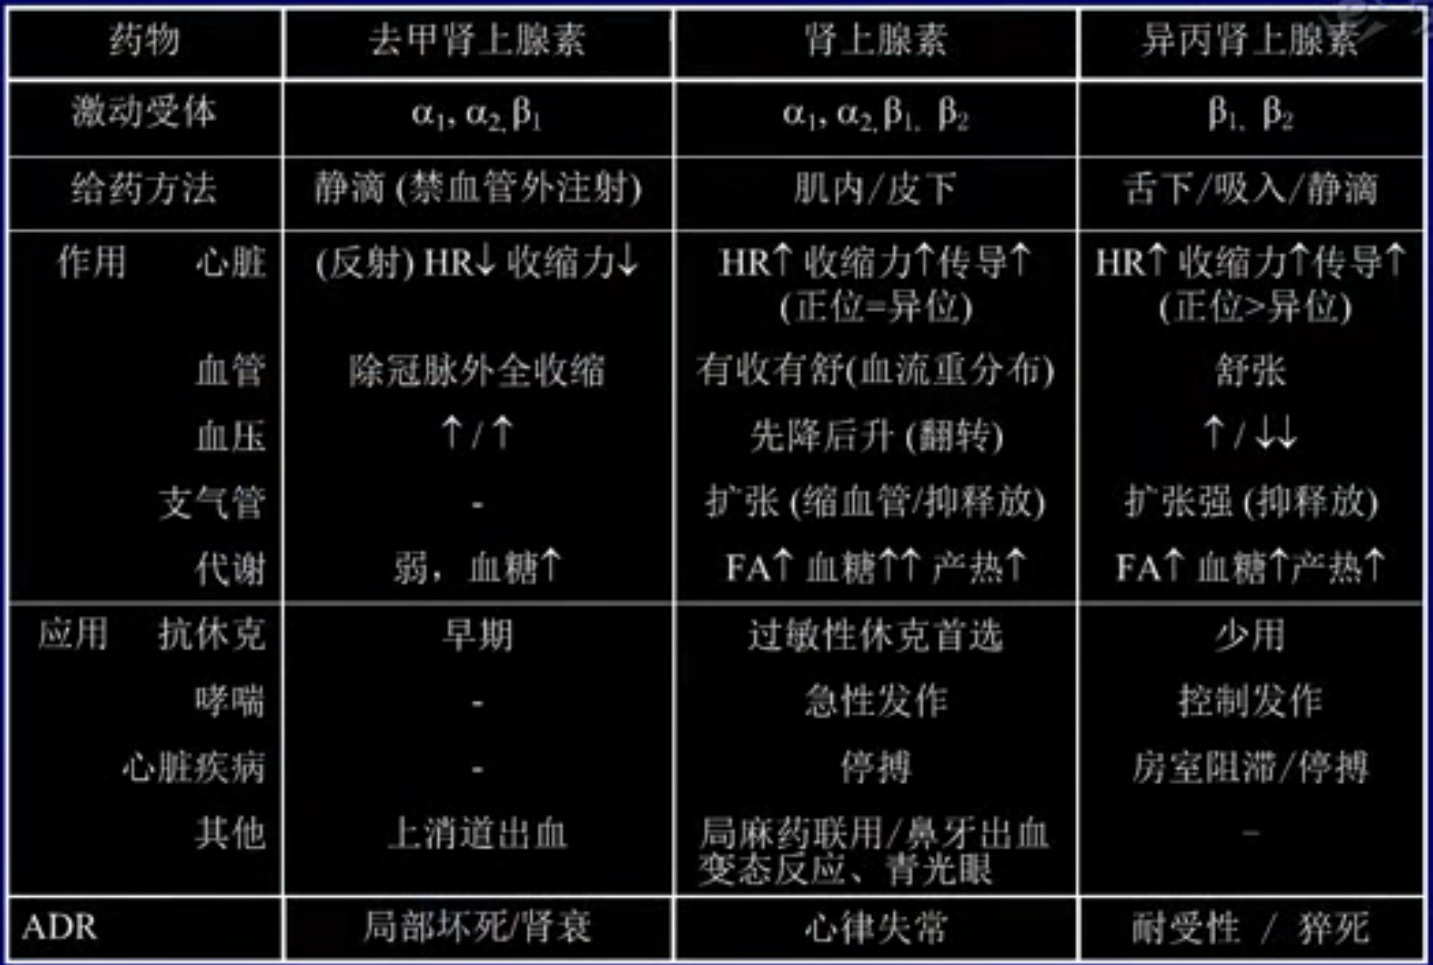 药物 去甲肾上腺素 肾上腺素 异丙肾上腺素
激动受体 α1, α2, β1 α1, α2, β1, β2 β1, β2
给药方法 静滴 (禁血管外注射) 肌内/皮下 舌下/吸入/静滴
作用 心脏 (反射) HR↓ 收缩力↓ HR↑ 收缩力↑传导↑ HR↑ 收缩力↑传导↑
(正位=异位) (正位>异位)
血管 除冠脉外全收缩 有收有舒(血流重分布) 舒张
血压 ↑/↑ 先降后升 (翻转) ↑/↓↓
支气管 - 扩张 (缩血管/抑释放) 扩张强 (抑释放)
代谢 弱，血糖↑ FA↑ 血糖↑↑ 产热↑ FA↑ 血糖↑产热↑
应用 抗休克 早期 过敏性休克首选 少用
哮喘 - 急性发作 控制发作
心脏疾病 - 停搏 房室阻滞/停搏
其他 上消道出血 局麻药联用/鼻牙出血 –
变态反应、青光眼
ADR 局部坏死/肾衰 心律失常 耐受性 / 猝死